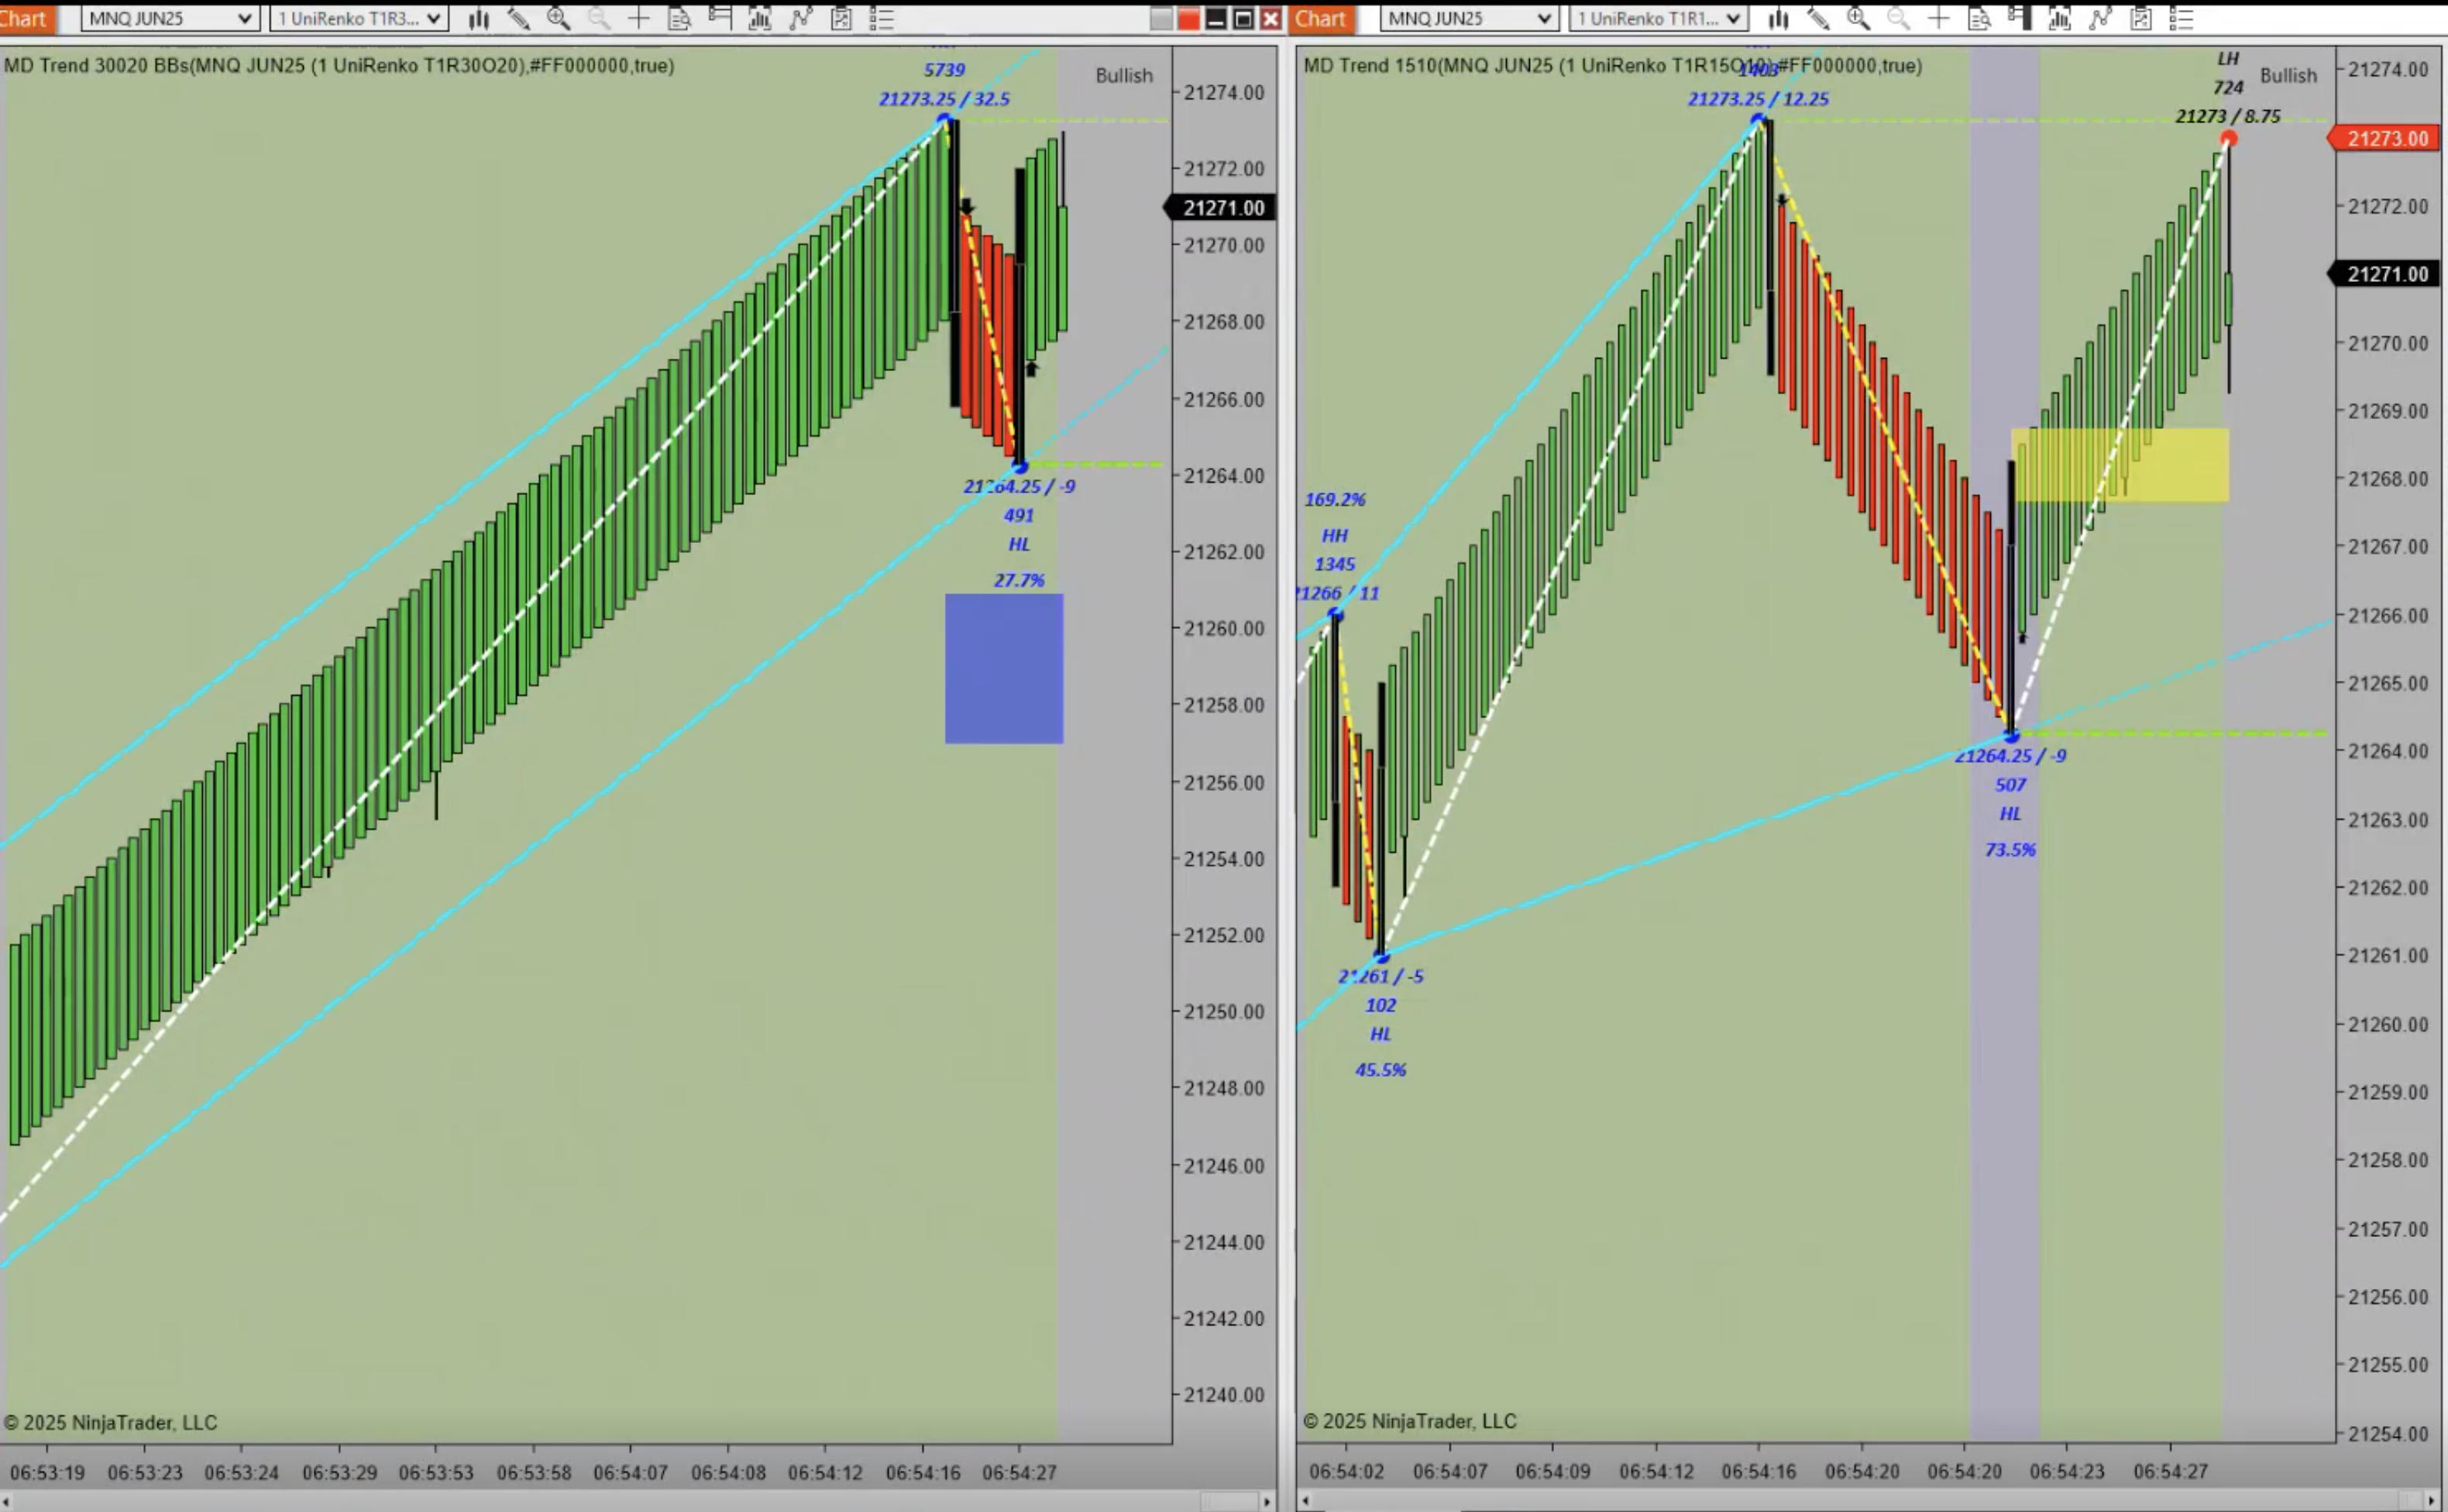 Chart
MNQ JUN25
1 UniRenko T1R3...
MD Trend 30020 BBs(MNQ JUN25 (1 UniRenko T1R30O20),#FF000000,true)
Bullish
5739
21273.25 / 32.5
21264.25 / -9
491
HL
27.7%
21274.00
21272.00
21271.00
21270.00
21268.00
21266.00
21264.00
21262.00
21260.00
21258.00
21256.00
21254.00
21252.00
21250.00
21248.00
21246.00
21244.00
21242.00
21240.00
© 2025 NinjaTrader, LLC
06:53:19 06:53:23 06:53:24 06:53:29 06:53:53 06:53:58 06:54:07 06:54:08 06:54:12 06:54:16 06:54:27
Chart
MNQ JUN25
1 UniRenko T1R1...
MD Trend 1510(MNQ JUN25 (1 UniRenko T1R15O10),#FF000000,true)
1403
21273.25 / 12.25
LH
724
21273 / 8.75
Bullish
169.2%
HH
1345
21266 / 11
21261 / -5
102
HL
45.5%
21264.25 / -9
507
HL
73.5%
21274.00
21273.00
21272.00
21271.00
21270.00
21269.00
21268.00
21267.00
21266.00
21265.00
21264.00
21263.00
21262.00
21261.00
21260.00
21259.00
21258.00
21257.00
21256.00
21255.00
21254.00
© 2025 NinjaTrader, LLC
06:54:02 06:54:07 06:54:09 06:54:12 06:54:16 06:54:20 06:54:20 06:54:23 06:54:27